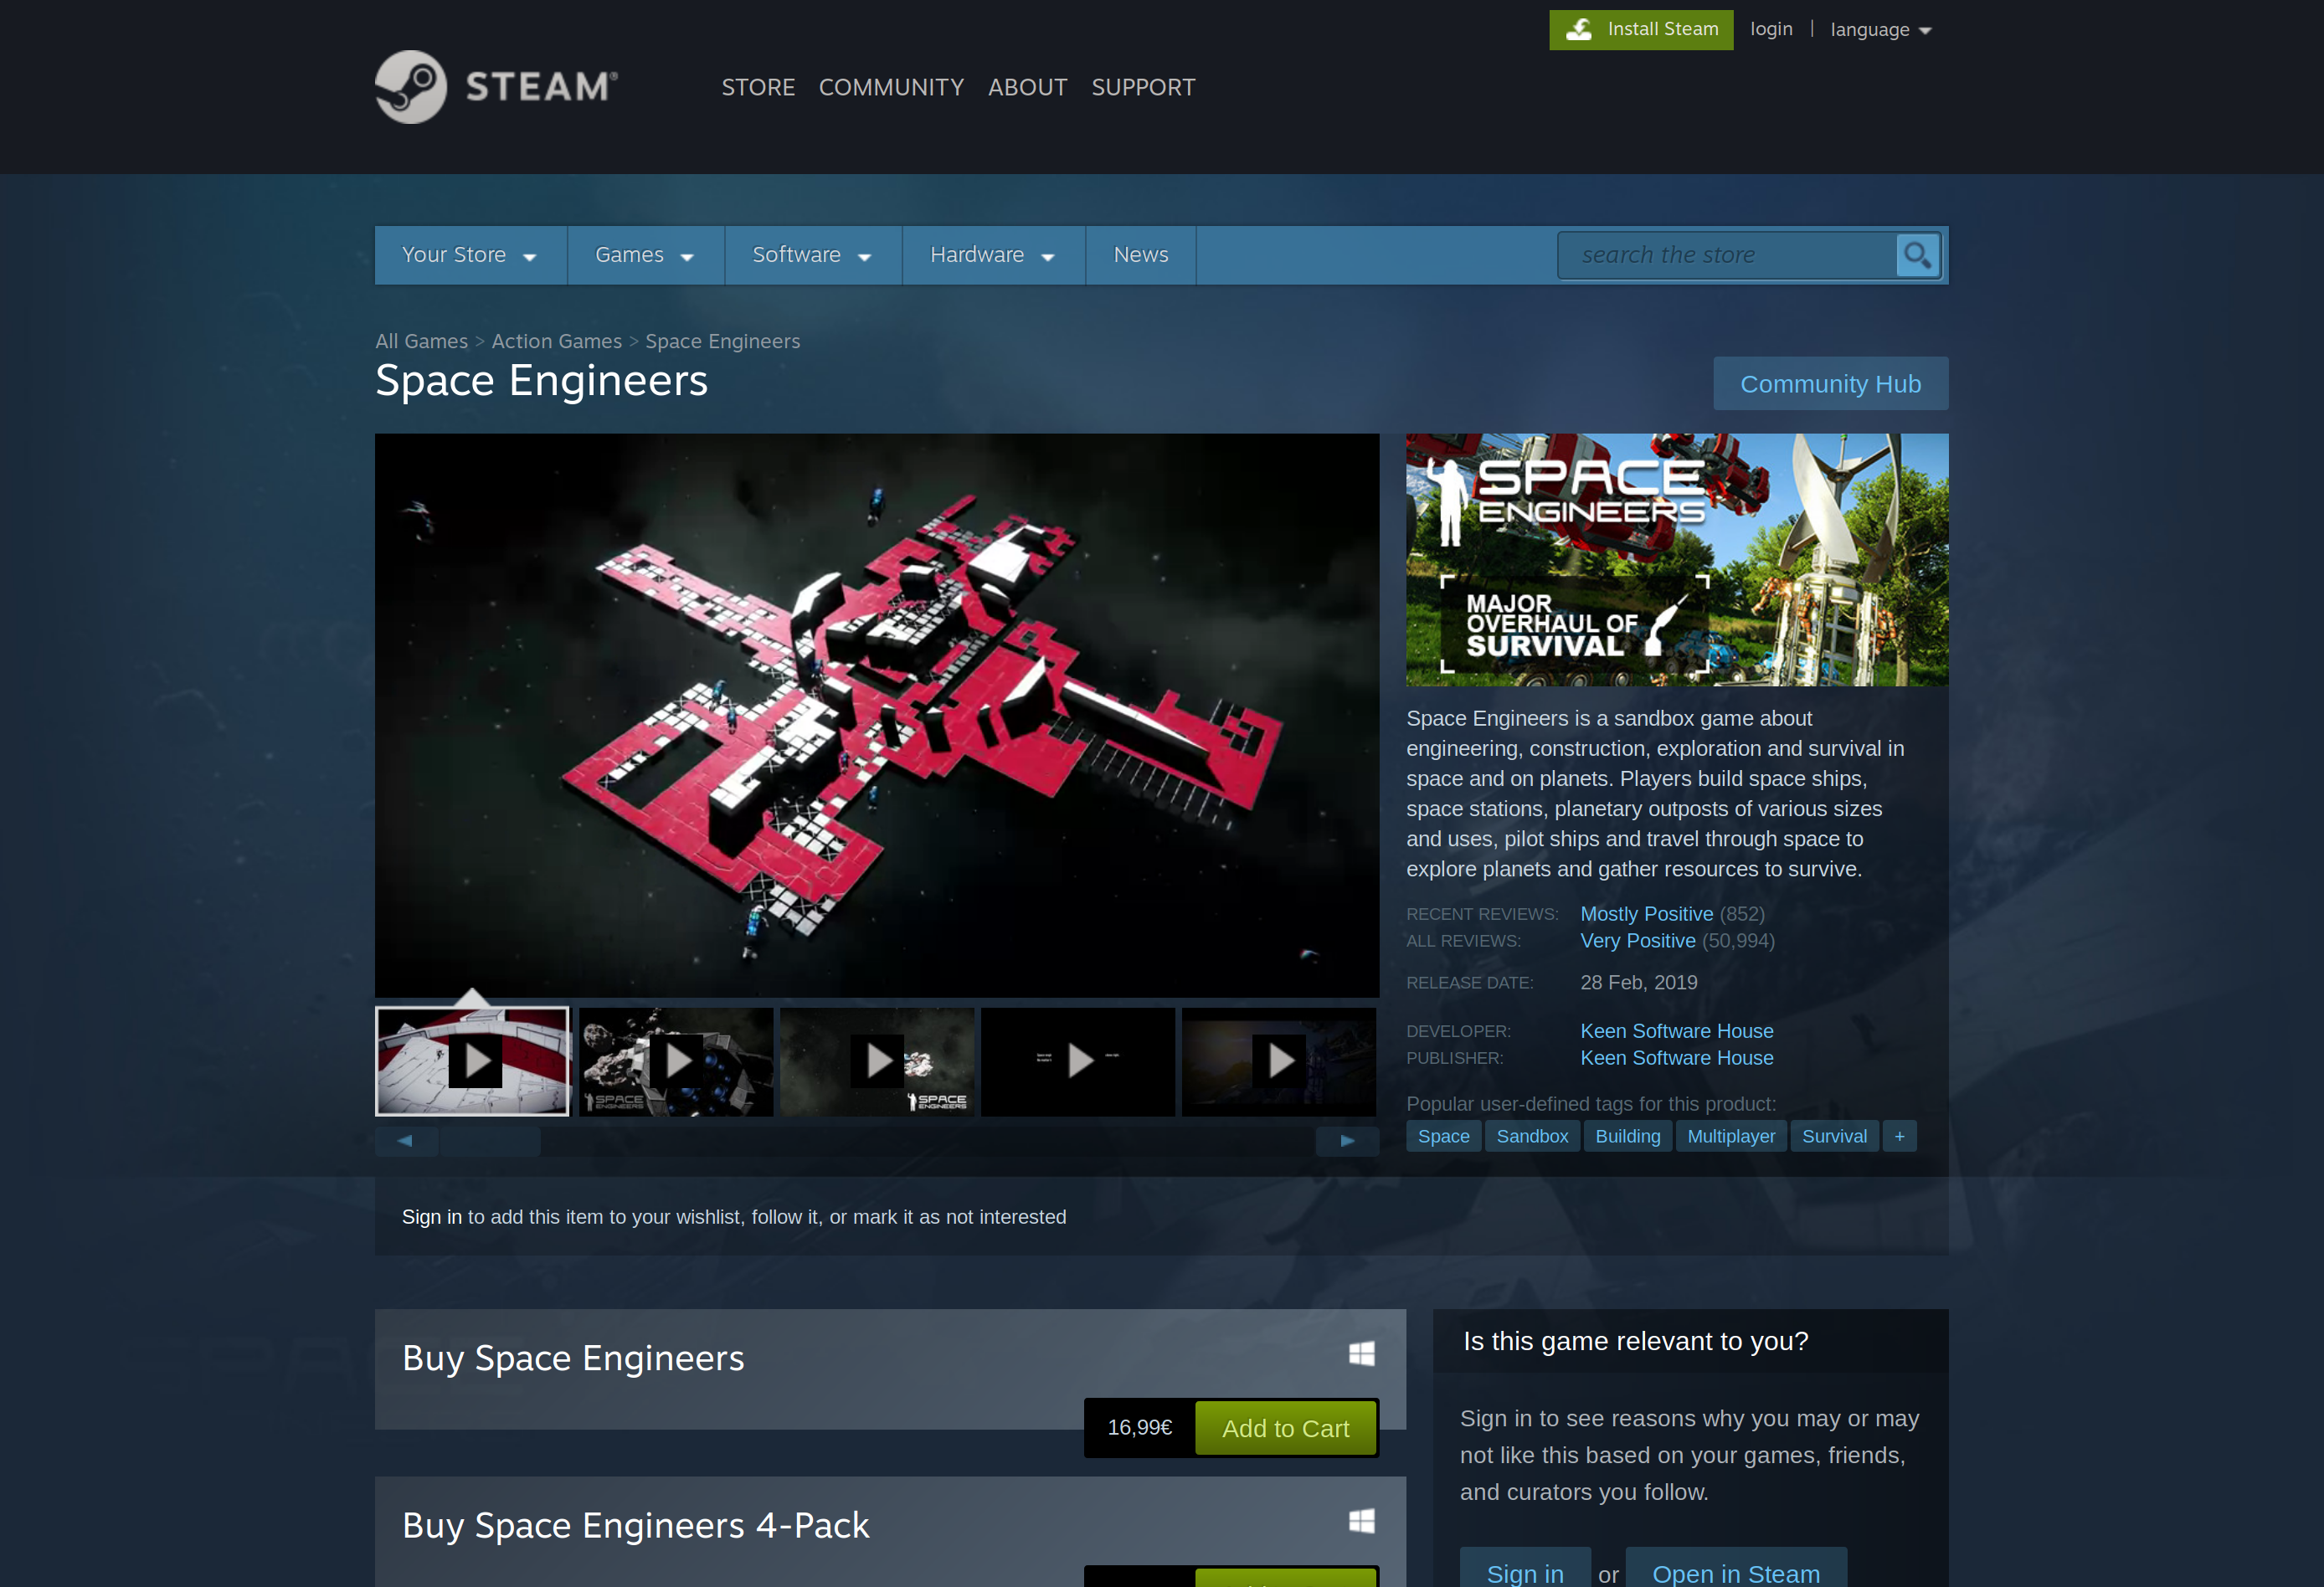 Install Steam
login | language
STEAM®
STORE COMMUNITY ABOUT SUPPORT
Your Store Games Software Hardware News
search the store
All Games > Action Games > Space Engineers
Space Engineers
Community Hub
SPACE
ENGINEERS
MAJOR
OVERHAUL OF
SURVIVAL
Space Engineers is a sandbox game about
engineering, construction, exploration and survival in
space and on planets. Players build space ships,
space stations, planetary outposts of various sizes
and uses, pilot ships and travel through space to
explore planets and gather resources to survive.
RECENT REVIEWS: Mostly Positive (852)
ALL REVIEWS: Very Positive (50,994)
RELEASE DATE: 28 Feb, 2019
DEVELOPER: Keen Software House
PUBLISHER: Keen Software House
Popular user-defined tags for this product:
Space Sandbox Building Multiplayer Survival +
SPACE
ENGINEERS
SPACE
ENGINEERS
Sign in to add this item to your wishlist, follow it, or mark it as not interested
Buy Space Engineers
16,99€ Add to Cart
Buy Space Engineers 4-Pack
Is this game relevant to you?
Sign in to see reasons why you may or may
not like this based on your games, friends,
and curators you follow.
Sign in or Open in Steam